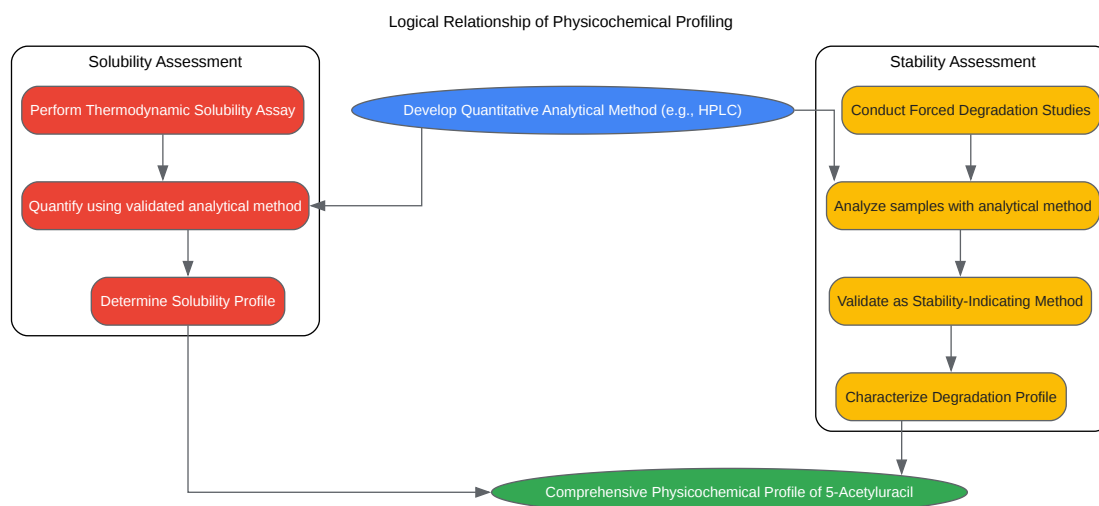 Logical Relationship of Physicochemical Profiling
Solubility Assessment
Perform Thermodynamic Solubility Assay
Quantify using validated analytical method
Determine Solubility Profile
Develop Quantitative Analytical Method (e.g., HPLC)
Stability Assessment
Conduct Forced Degradation Studies
Analyze samples with analytical method
Validate as Stability-Indicating Method
Characterize Degradation Profile
Comprehensive Physicochemical Profile of 5-Acetyluracil